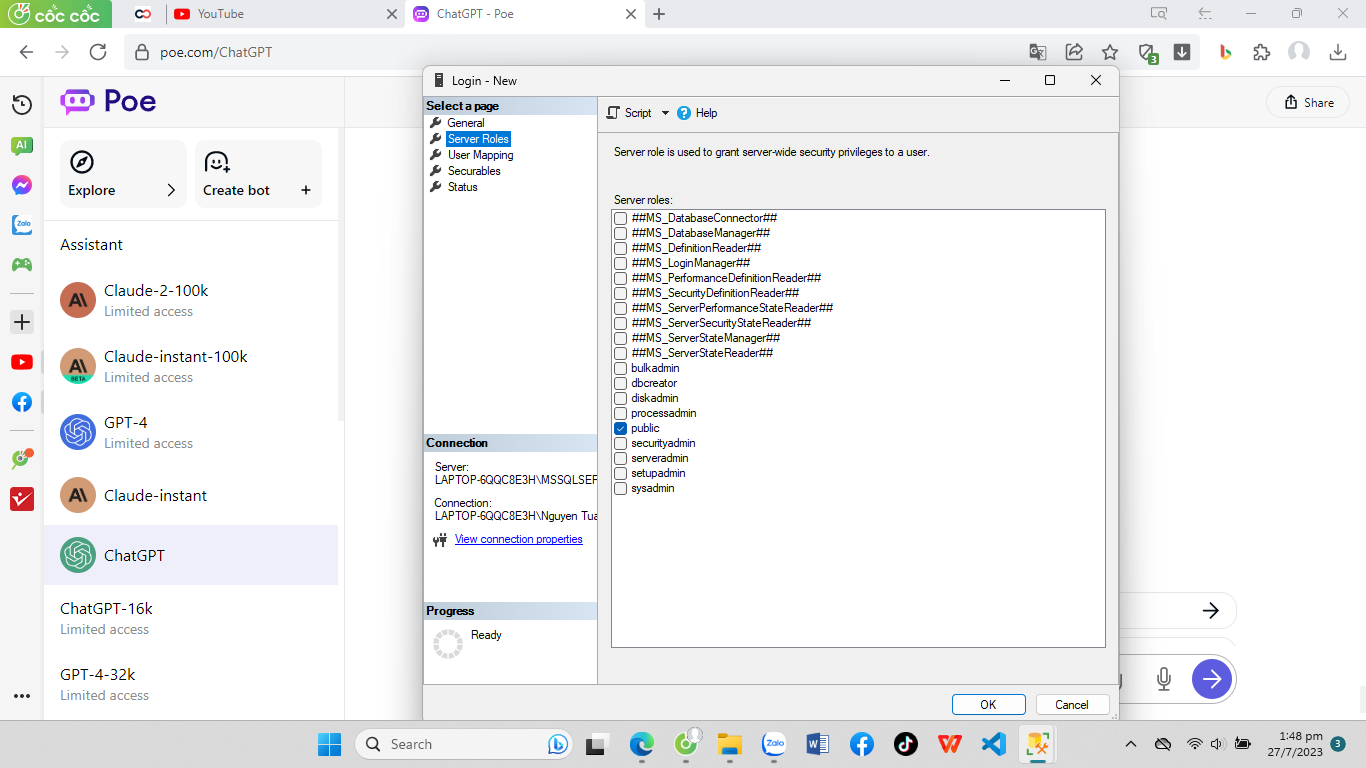 cốc cốc
YouTube
ChatGPT - Poe
poe.com/ChatGPT
3
Poe
Share
Explore
Create bot
Assistant
Claude-2-100k
Limited access
Claude-instant-100k
Limited access
BETA
GPT-4
Limited access
Claude-instant
ChatGPT
ChatGPT-16k
Limited access
GPT-4-32k
Limited access
AI
Zalo
Login - New
Select a page
General
Server Roles
User Mapping
Securables
Status
Connection
Server:
LAPTOP-6QQC8E3H\MSSQLSER
Connection:
LAPTOP-6QQC8E3H\Nguyen Tua
View connection properties
Progress
Ready
Script
Help
Server role is used to grant server-wide security privileges to a user.
Server roles:
##MS_DatabaseConnector##
##MS_DatabaseManager##
##MS_DefinitionReader##
##MS_LoginManager##
##MS_PerformanceDefinitionReader##
##MS_SecurityDefinitionReader##
##MS_ServerPerformanceStateReader##
##MS_ServerSecurityStateReader##
##MS_ServerStateManager##
##MS_ServerStateReader##
bulkadmin
dbcreator
diskadmin
processadmin
public
securityadmin
serveradmin
setupadmin
sysadmin
OK
Cancel
Search
Zalo
1:48 pm
27/7/2023
3